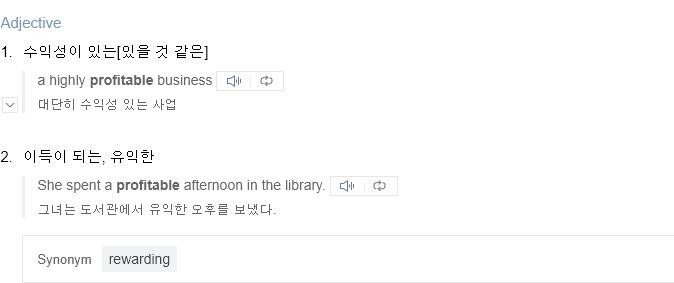 Adjective
1. 수익성이 있는[있을 것 같은]
a highly profitable business
대단히 수익성 있는 사업
2. 이득이 되는, 유익한
She spent a profitable afternoon in the library.
그녀는 도서관에서 유익한 오후를 보냈다.
Synonym rewarding